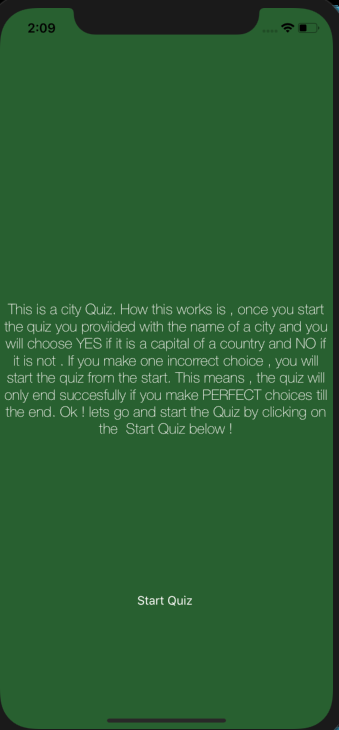 2:09
This is a city Quiz. How this works is , once you start
the quiz you proviided with the name of a city and you
will choose YES if it is a capital of a country and NO if
it is not . If you make one incorrect choice , you will
start the quiz from the start. This means , the quiz will
only end succesfully if you make PERFECT choices till
the end. Ok ! lets go and start the Quiz by clicking on
the  Start Quiz below !
Start Quiz